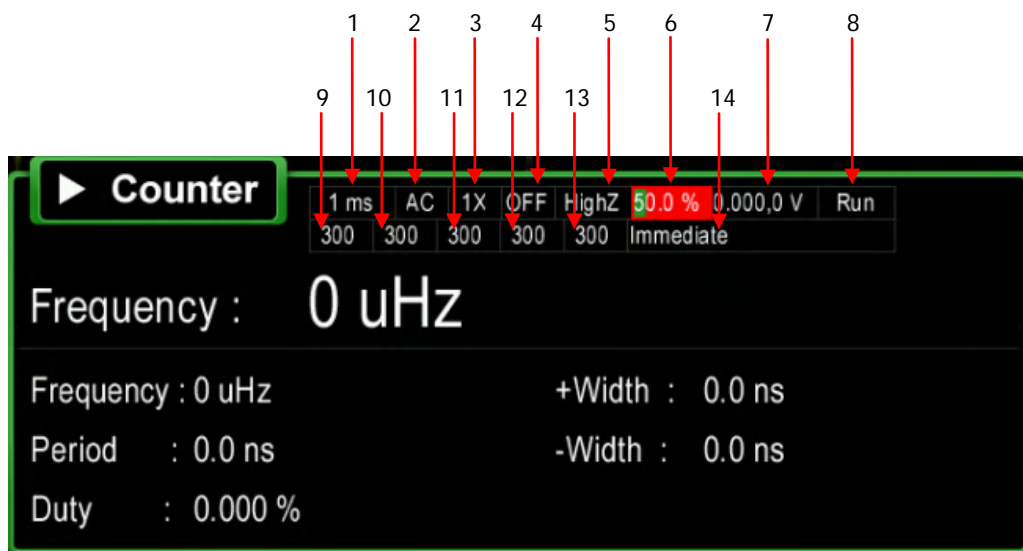 1 2 3 4 5 6 7 8
9 10 11 12 13 14
Counter
1 ms AC 1X OFF HighZ 50.0 % 0.000,0 V Run
300 300 300 300 300 Immediate
Frequency : 0 uHz
Frequency : 0 uHz +Width : 0.0 ns
Period : 0.0 ns -Width : 0.0 ns
Duty : 0.000 %